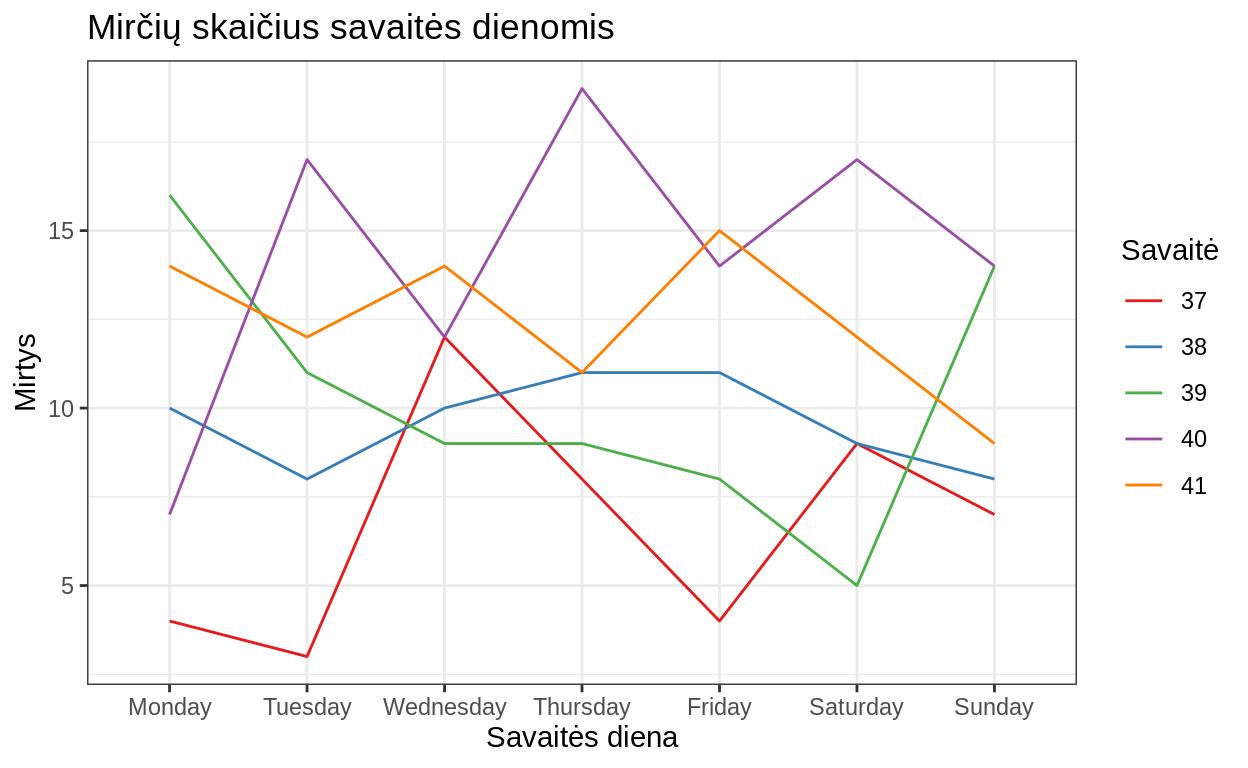 Mirčių skaičius savaitės dienomis
Mirtys
15
10
5
Monday Tuesday Wednesday Thursday Friday Saturday Sunday
Savaitės diena
Savaitė
37
38
39
40
41